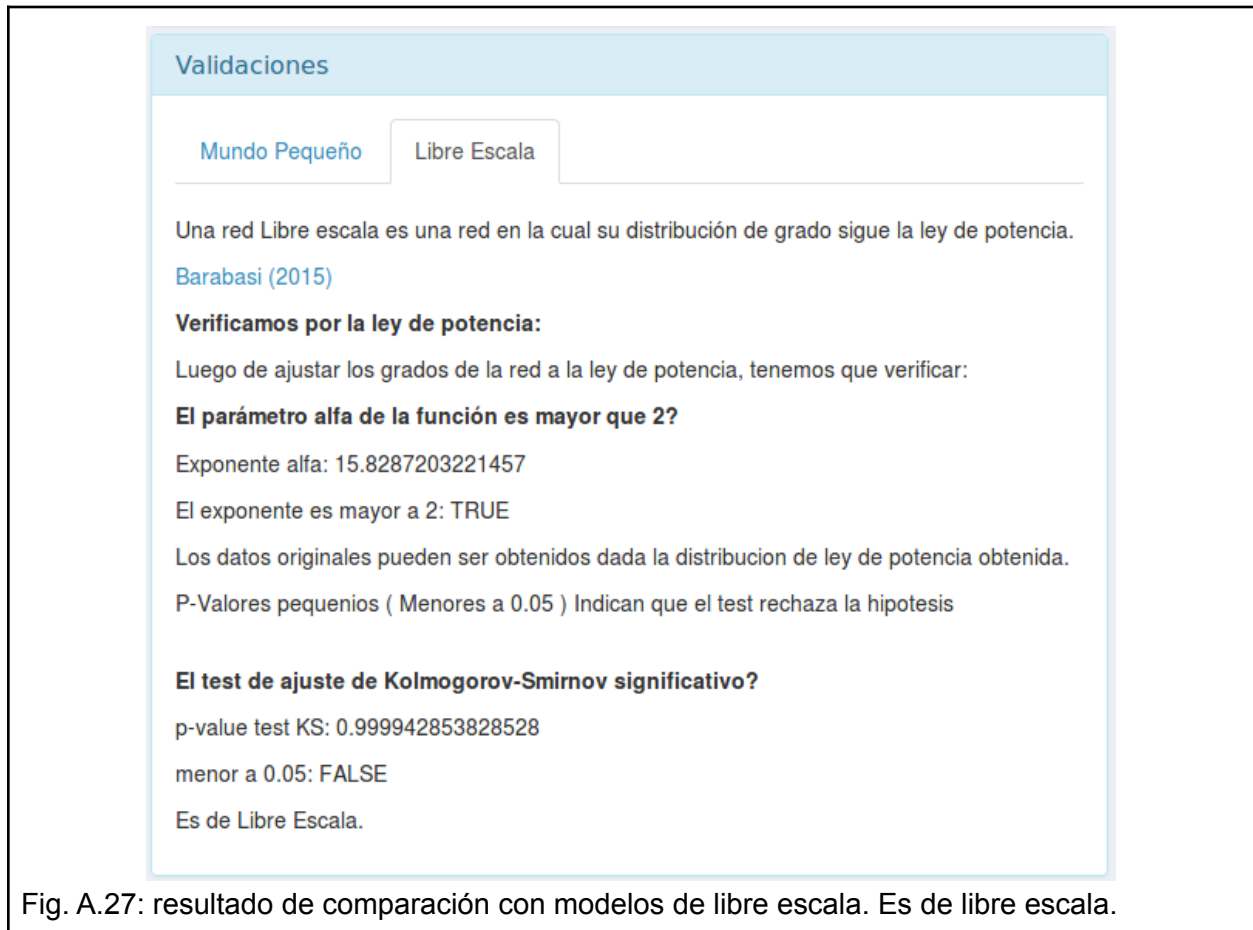 Validaciones
Mundo Pequeño
Libre Escala
Una red Libre escala es una red en la cual su distribución de grado sigue la ley de potencia.
Barabasi (2015)
Verificamos por la ley de potencia:
Luego de ajustar los grados de la red a la ley de potencia, tenemos que verificar:
El parámetro alfa de la función es mayor que 2?
Exponente alfa: 15.8287203221457
El exponente es mayor a 2: TRUE
Los datos originales pueden ser obtenidos dada la distribucion de ley de potencia obtenida.
P-Valores pequenios ( Menores a 0.05 ) Indican que el test rechaza la hipotesis
El test de ajuste de Kolmogorov-Smirnov significativo?
p-value test KS: 0.999942853828528
menor a 0.05: FALSE
Es de Libre Escala.
Fig. A.27: resultado de comparación con modelos de libre escala. Es de libre escala.